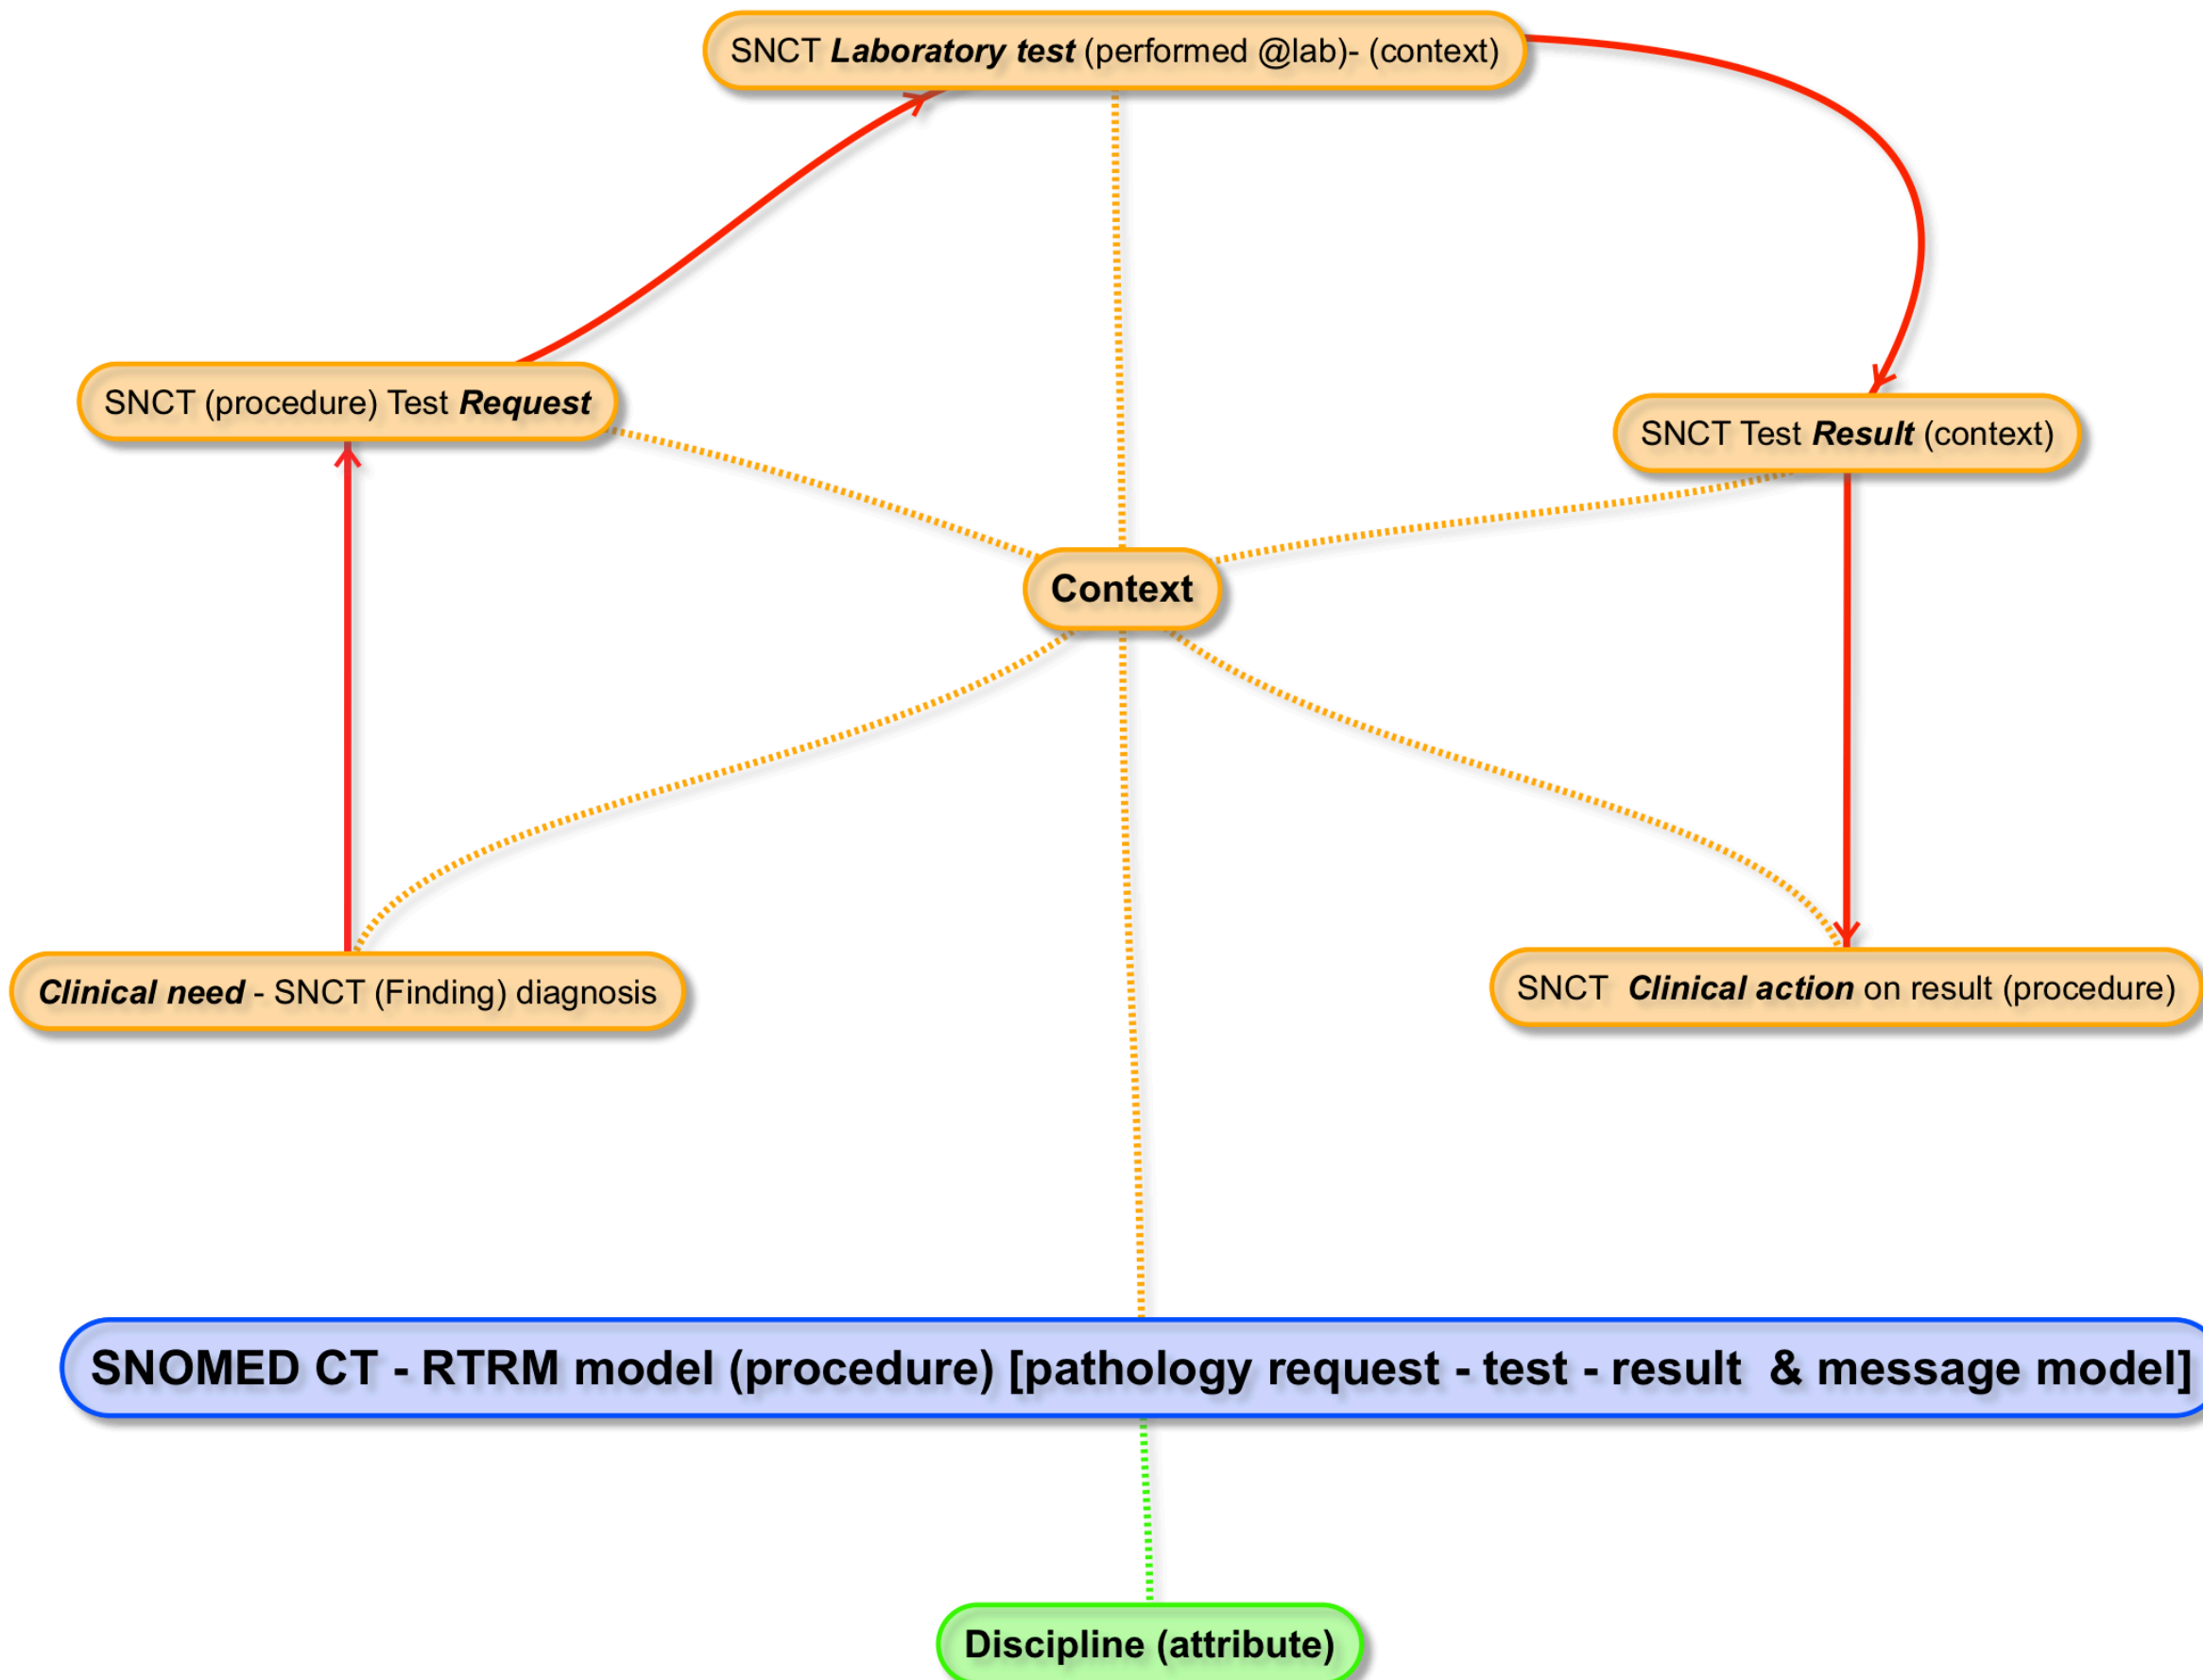 SNCT Laboratory test (performed @lab)- (context)
SNCT (procedure) Test Request
SNCT Test Result (context)
Context
Clinical need - SNCT (Finding) diagnosis
SNCT  Clinical action on result (procedure)
SNOMED CT - RTRM model (procedure) [pathology request - test - result  & message model]
Discipline (attribute)